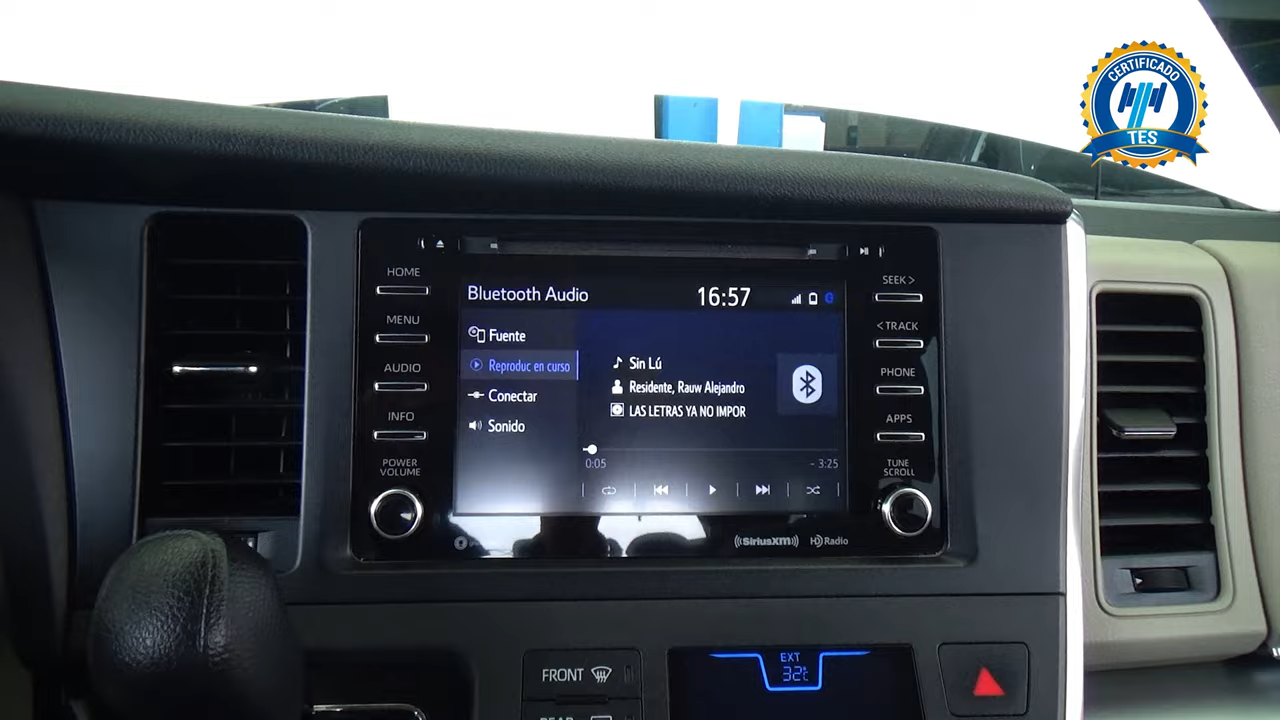 CERTIFICADO
TES
HOME
MENU
AUDIO
INFO
POWER
VOLUME
Bluetooth Audio
16:57
Fuente
Reproduc en curso
Conectar
Sonido
Sin Lú
Residente, Rauw Alejandro
LAS LETRAS YA NO IMPOR
0:05
- 3:25
SEEK >
< TRACK
PHONE
APPS
TUNE
SCROLL
((SiriusXM))
HD Radio
FRONT
REAR
EXT
32°C